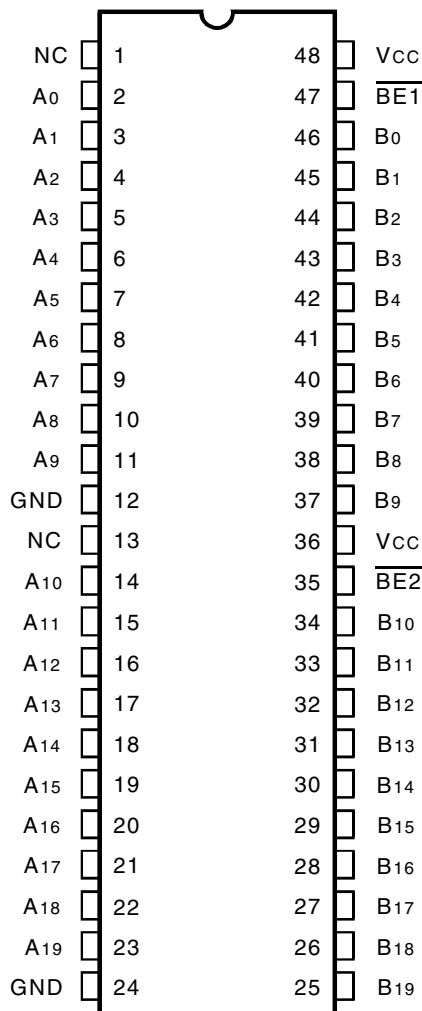 NC 1 48 VCC
A0 2 47 BE1
A1 3 46 B0
A2 4 45 B1
A3 5 44 B2
A4 6 43 B3
A5 7 42 B4
A6 8 41 B5
A7 9 40 B6
A8 10 39 B7
A9 11 38 B8
GND 12 37 B9
NC 13 36 VCC
A10 14 35 BE2
A11 15 34 B10
A12 16 33 B11
A13 17 32 B12
A14 18 31 B13
A15 19 30 B14
A16 20 29 B15
A17 21 28 B16
A18 22 27 B17
A19 23 26 B18
GND 24 25 B19